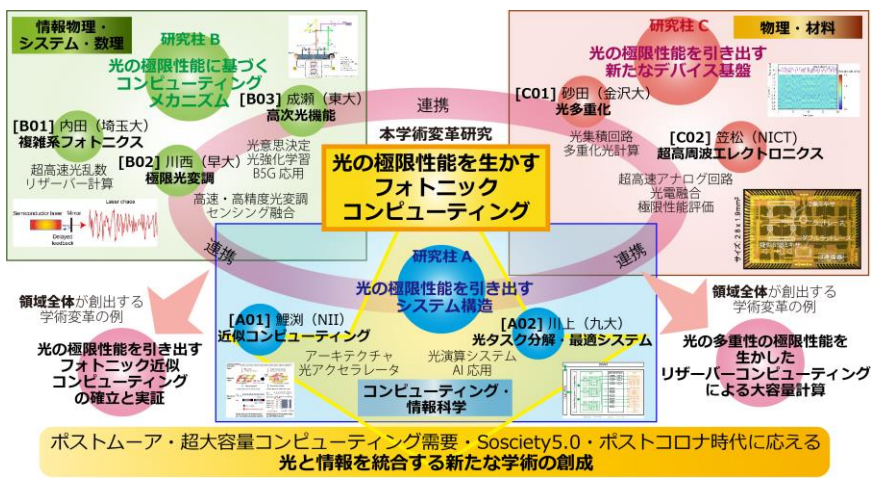 情報物理・
システム・数理
研究柱 B
光の極限性能に基づく
コンピューティング
メカニズム
[B03] 成瀬（東大）
高次光機能
[B01] 内田（埼玉大）
複雑系フォトニクス
光意思決定
光強化学習
B5G 応用
[B02] 川西（早大）
極限光変調
超高速光乱数
リザーバー計算
高速・高精度光変調
センシング融合
Laser chaos
Semiconductor laser
Mirror
Delayed
feedback
連携
本学術変革研究
光の極限性能を生かす
フォトニック
コンピューティング
研究柱 C
物理・材料
光の極限性能を引き出す
新たなデバイス基盤
[C01] 砂田（金沢大）
光多重化
光集積回路
多重化光計算
[C02] 笠松（NICT）
超高周波エレクトロニクス
超高速アナログ回路
光電融合
極限性能評価
サイズ: 2.8 x 1.9mm²
連携
連携
研究柱 A
光の極限性能を引き出す
システム構造
[A01] 鯉渕（NII）
近似コンピューティング
アーキテクチャ
光アクセラレータ
[A02] 川上（九大）
光タスク分解・最適システム
光演算システム
AI 応用
コンピューティング・
情報科学
領域全体が創出する
学術変革の例
光の極限性能を引き出す
フォトニック近似
コンピューティング
の確立と実証
領域全体が創出する
学術変革の例
光の多重性の極限性能を
生かした
リザーバーコンピューティング
による大容量計算
ポストムーア・超大容量コンピューティング需要・Sosciety5.0・ポストコロナ時代に応える
光と情報を統合する新たな学術の創成